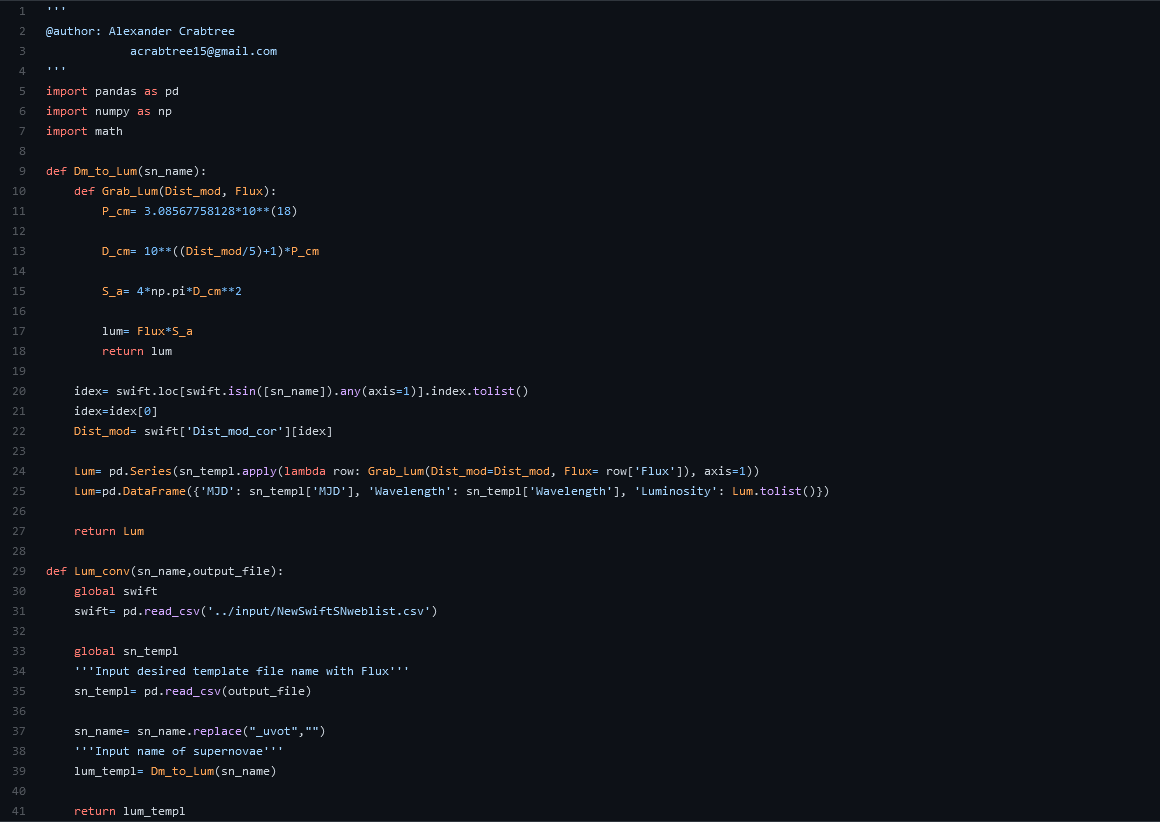 1 '''
2 @author: Alexander Crabtree
3             acrabtree15@gmail.com
4 '''
5 import pandas as pd
6 import numpy as np
7 import math
8
9 def Dm_to_Lum(sn_name):
10     def Grab_Lum(Dist_mod, Flux):
11         P_cm= 3.08567758128*10**(18)
12
13         D_cm= 10**((Dist_mod/5)+1)*P_cm
14
15         S_a= 4*np.pi*D_cm**2
16
17         lum= Flux*S_a
18         return lum
19
20     idex= swift.loc[swift.isin([sn_name]).any(axis=1)].index.tolist()
21     idex=idex[0]
22     Dist_mod= swift['Dist_mod_cor'][idex]
23
24     Lum= pd.Series(sn_templ.apply(lambda row: Grab_Lum(Dist_mod=Dist_mod, Flux= row['Flux']), axis=1))
25     Lum=pd.DataFrame({'MJD': sn_templ['MJD'], 'Wavelength': sn_templ['Wavelength'], 'Luminosity': Lum.tolist()})
26
27     return Lum
28
29 def Lum_conv(sn_name,output_file):
30     global swift
31     swift= pd.read_csv('../input/NewSwiftSNweblist.csv')
32
33     global sn_templ
34     '''Input desired template file name with Flux'''
35     sn_templ= pd.read_csv(output_file)
36
37     sn_name= sn_name.replace("_uvot","")
38     '''Input name of supernovae'''
39     lum_templ= Dm_to_Lum(sn_name)
40
41     return lum_templ